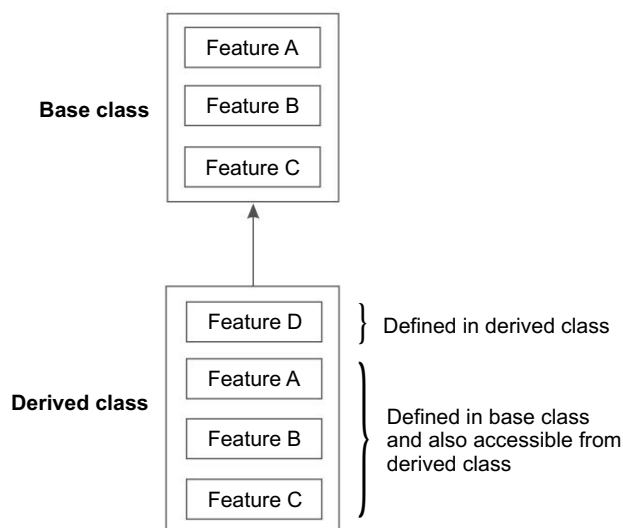 Feature A
Base class
Feature B
Feature C
Feature D
Defined in derived class
Feature A
Derived class
Feature B
Defined in base class
and also accessible from
derived class
Feature C